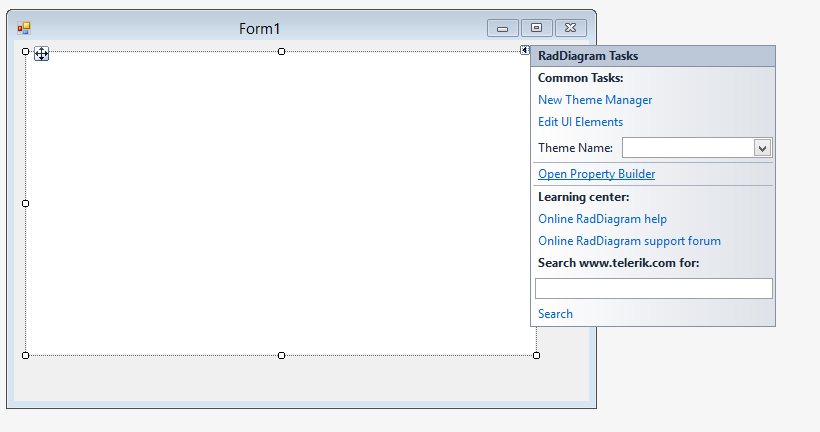 Form1
RadDiagram Tasks
Common Tasks:
New Theme Manager
Edit UI Elements
Theme Name:
Open Property Builder
Learning center:
Online RadDiagram help
Online RadDiagram support forum
Search www.telerik.com for:
Search